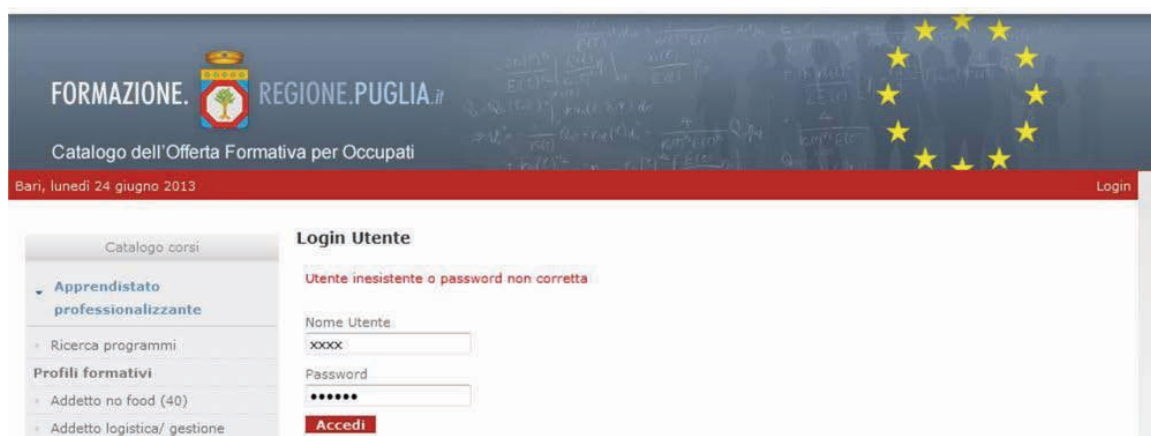 FORMAZIONE. REGIONE.PUGLIA.it
Catalogo dell'Offerta Formativa per Occupati
Bari, lunedì 24 giugno 2013
Login
Catalogo corsi
Apprendistato
professionalizzante
Ricerca programmi
Profili formativi
Addetto no food (40)
Addetto logistica/ gestione
Login Utente
Utente inesistente o password non corretta
Nome Utente
xxxx
Password
••••••
Accedi